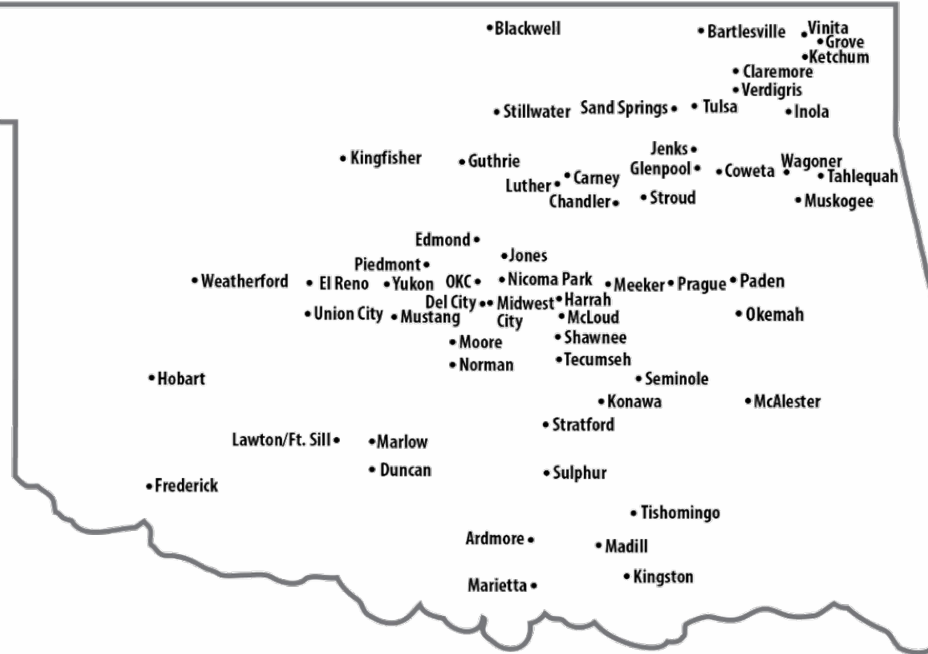 Blackwell
Bartlesville
Vinita
Grove
Ketchum
Claremore
Verdigris
Stillwater
Sand Springs
Tulsa
Inola
Kingfisher
Guthrie
Jenks
Glenpool
Coweta
Wagoner
Tahlequah
Carney
Luther
Chandler
Stroud
Muskogee
Edmond
Jones
Piedmont
Weatherford
El Reno
Yukon
OKC
Nicoma Park
Meeker
Prague
Paden
Del City
Midwest
City
Harrah
Union City
Mustang
McLoud
Okemah
Moore
Shawnee
Norman
Tecumseh
Hobart
Seminole
Konawa
McAlester
Stratford
Lawton/Ft. Sill
Marlow
Duncan
Sulphur
Frederick
Tishomingo
Ardmore
Madill
Kingston
Marietta